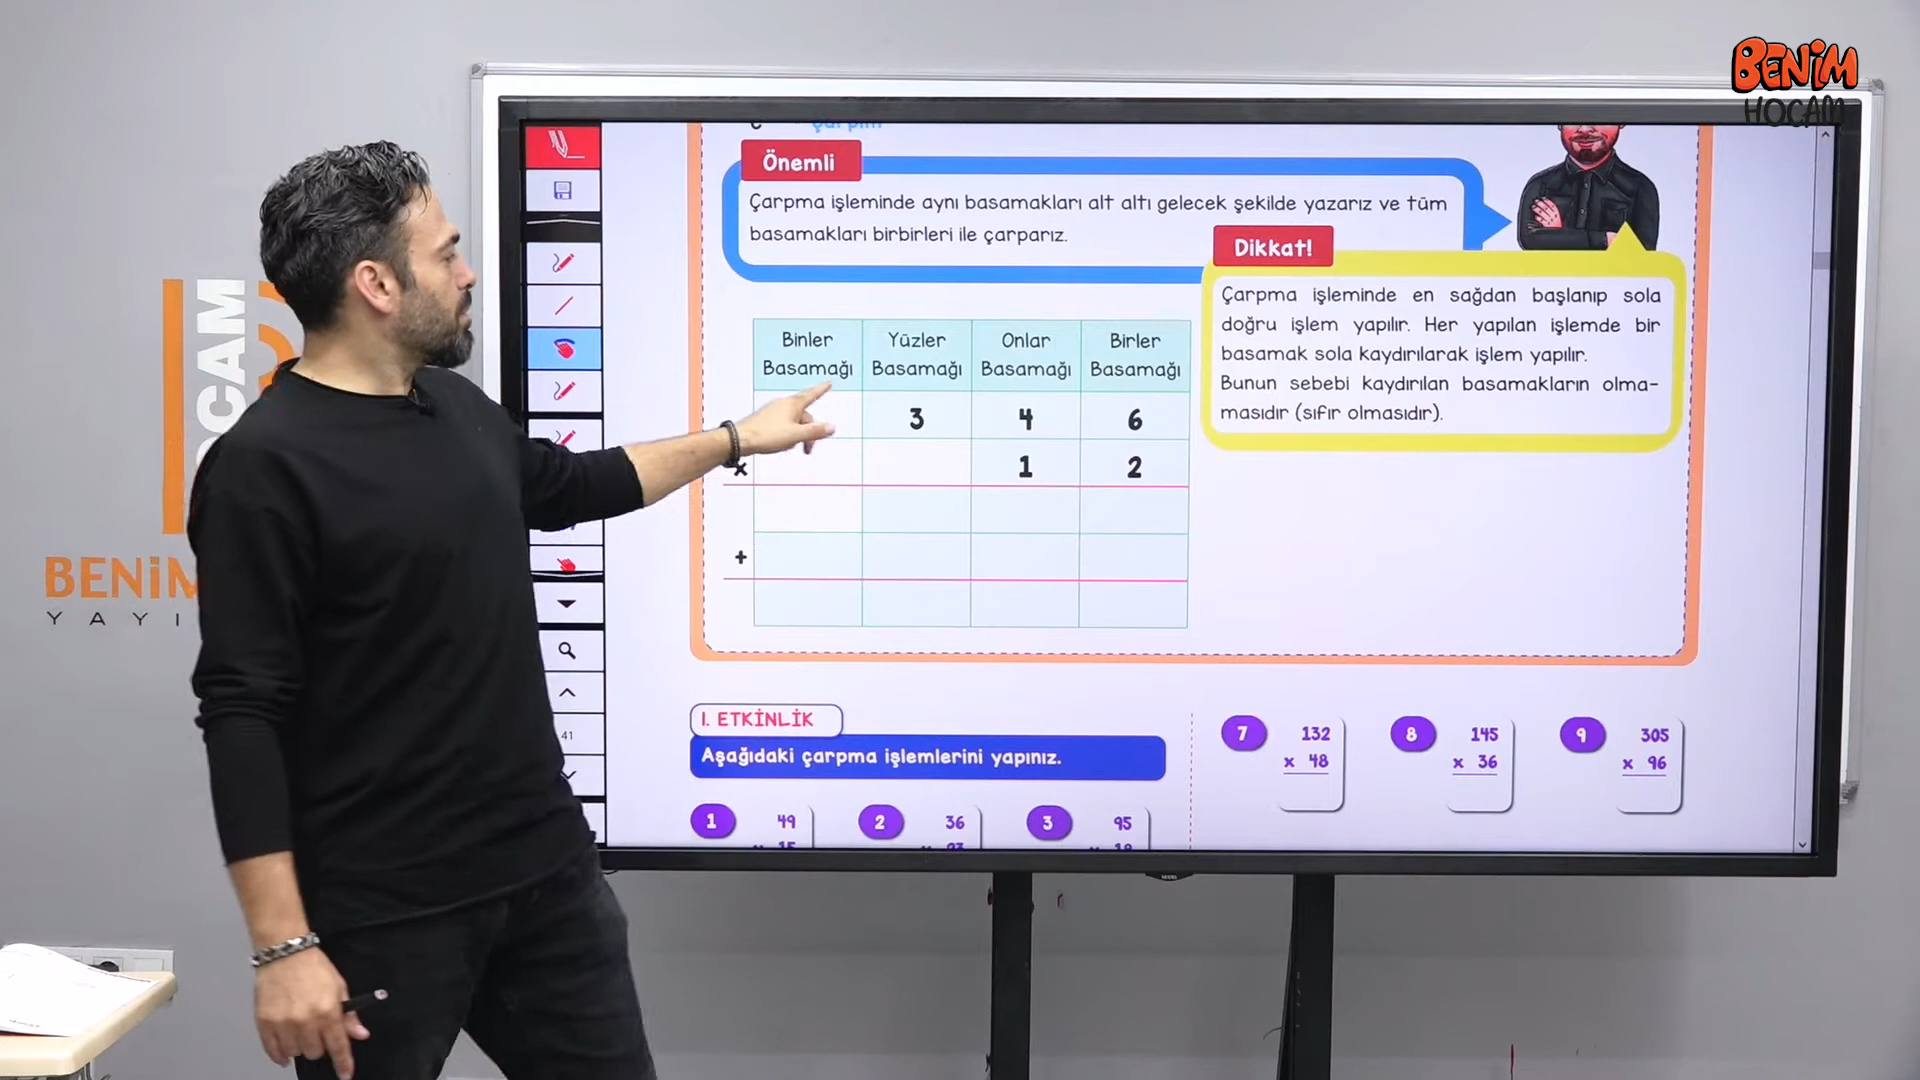 BENİM
HOCAM
Çarpım
Önemli
Çarpma işleminde aynı basamakları alt altı gelecek şekilde yazarız ve tüm
basamakları birbirleri ile çarparız.
Dikkat!
Çarpma işleminde en sağdan başlanıp sola
doğru işlem yapılır. Her yapılan işlemde bir
basamak sola kaydırılarak işlem yapılır.
Bunun sebebi kaydırılan basamakların olma-
masıdır (sıfır olmasıdır).
Binler Basamağı Yüzler Basamağı Onlar Basamağı Birler Basamağı
3 4 6
x 1 2
+
I. ETKİNLİK
Aşağıdaki çarpma işlemlerini yapınız.
1 49
2 36
3 95
7 132
x 48
8 145
x 36
9 305
x 96
41
OCAM
BENİM
YAYI